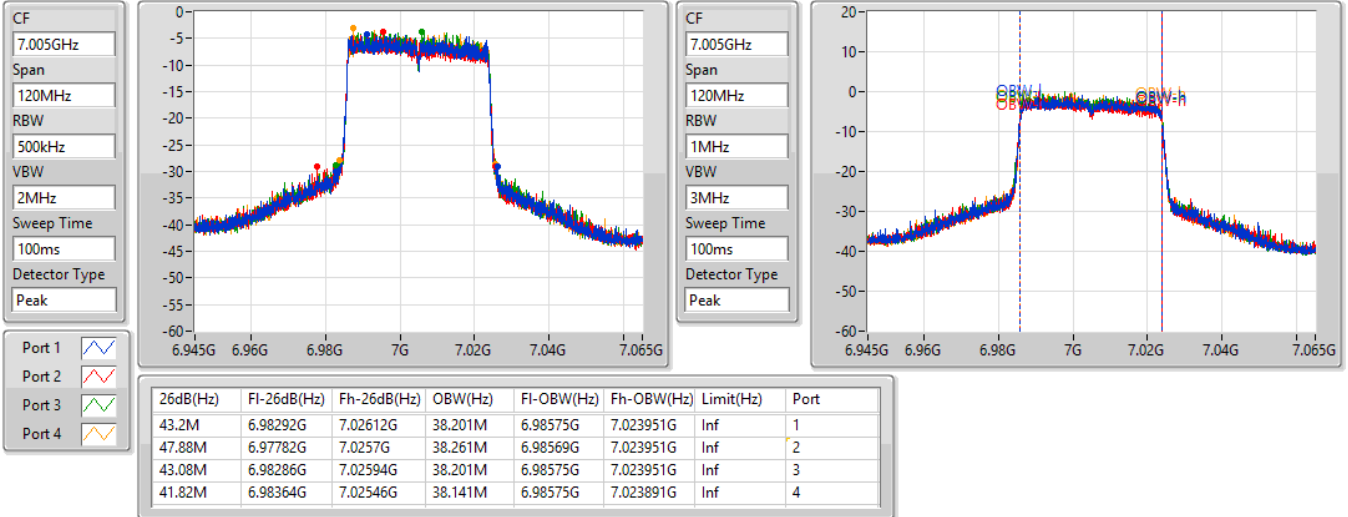 CF
7.005GHz
Span
120MHz
RBW
500kHz
VBW
2MHz
Sweep Time
100ms
Detector Type
Peak
0
-5
-10
-15
-20
-25
-30
-35
-40
-45
-50
-55
-60
6.945G 6.96G 6.98G 7G 7.02G 7.04G 7.065G
CF
7.005GHz
Span
120MHz
RBW
1MHz
VBW
3MHz
Sweep Time
100ms
Detector Type
Peak
20
10
0
-10
-20
-30
-40
-50
-60
OBW-h
6.945G 6.96G 6.98G 7G 7.02G 7.04G 7.065G
Port 1
Port 2
Port 3
Port 4
26dB(Hz) Fl-26dB(Hz) Fh-26dB(Hz) OBW(Hz) Fl-OBW(Hz) Fh-OBW(Hz) Limit(Hz) Port
43.2M 6.98292G 7.02612G 38.201M 6.98575G 7.023951G Inf 1
47.88M 6.97782G 7.0257G 38.261M 6.98569G 7.023951G Inf 2
43.08M 6.98286G 7.02594G 38.201M 6.98575G 7.023951G Inf 3
41.82M 6.98364G 7.02546G 38.141M 6.98575G 7.023891G Inf 4